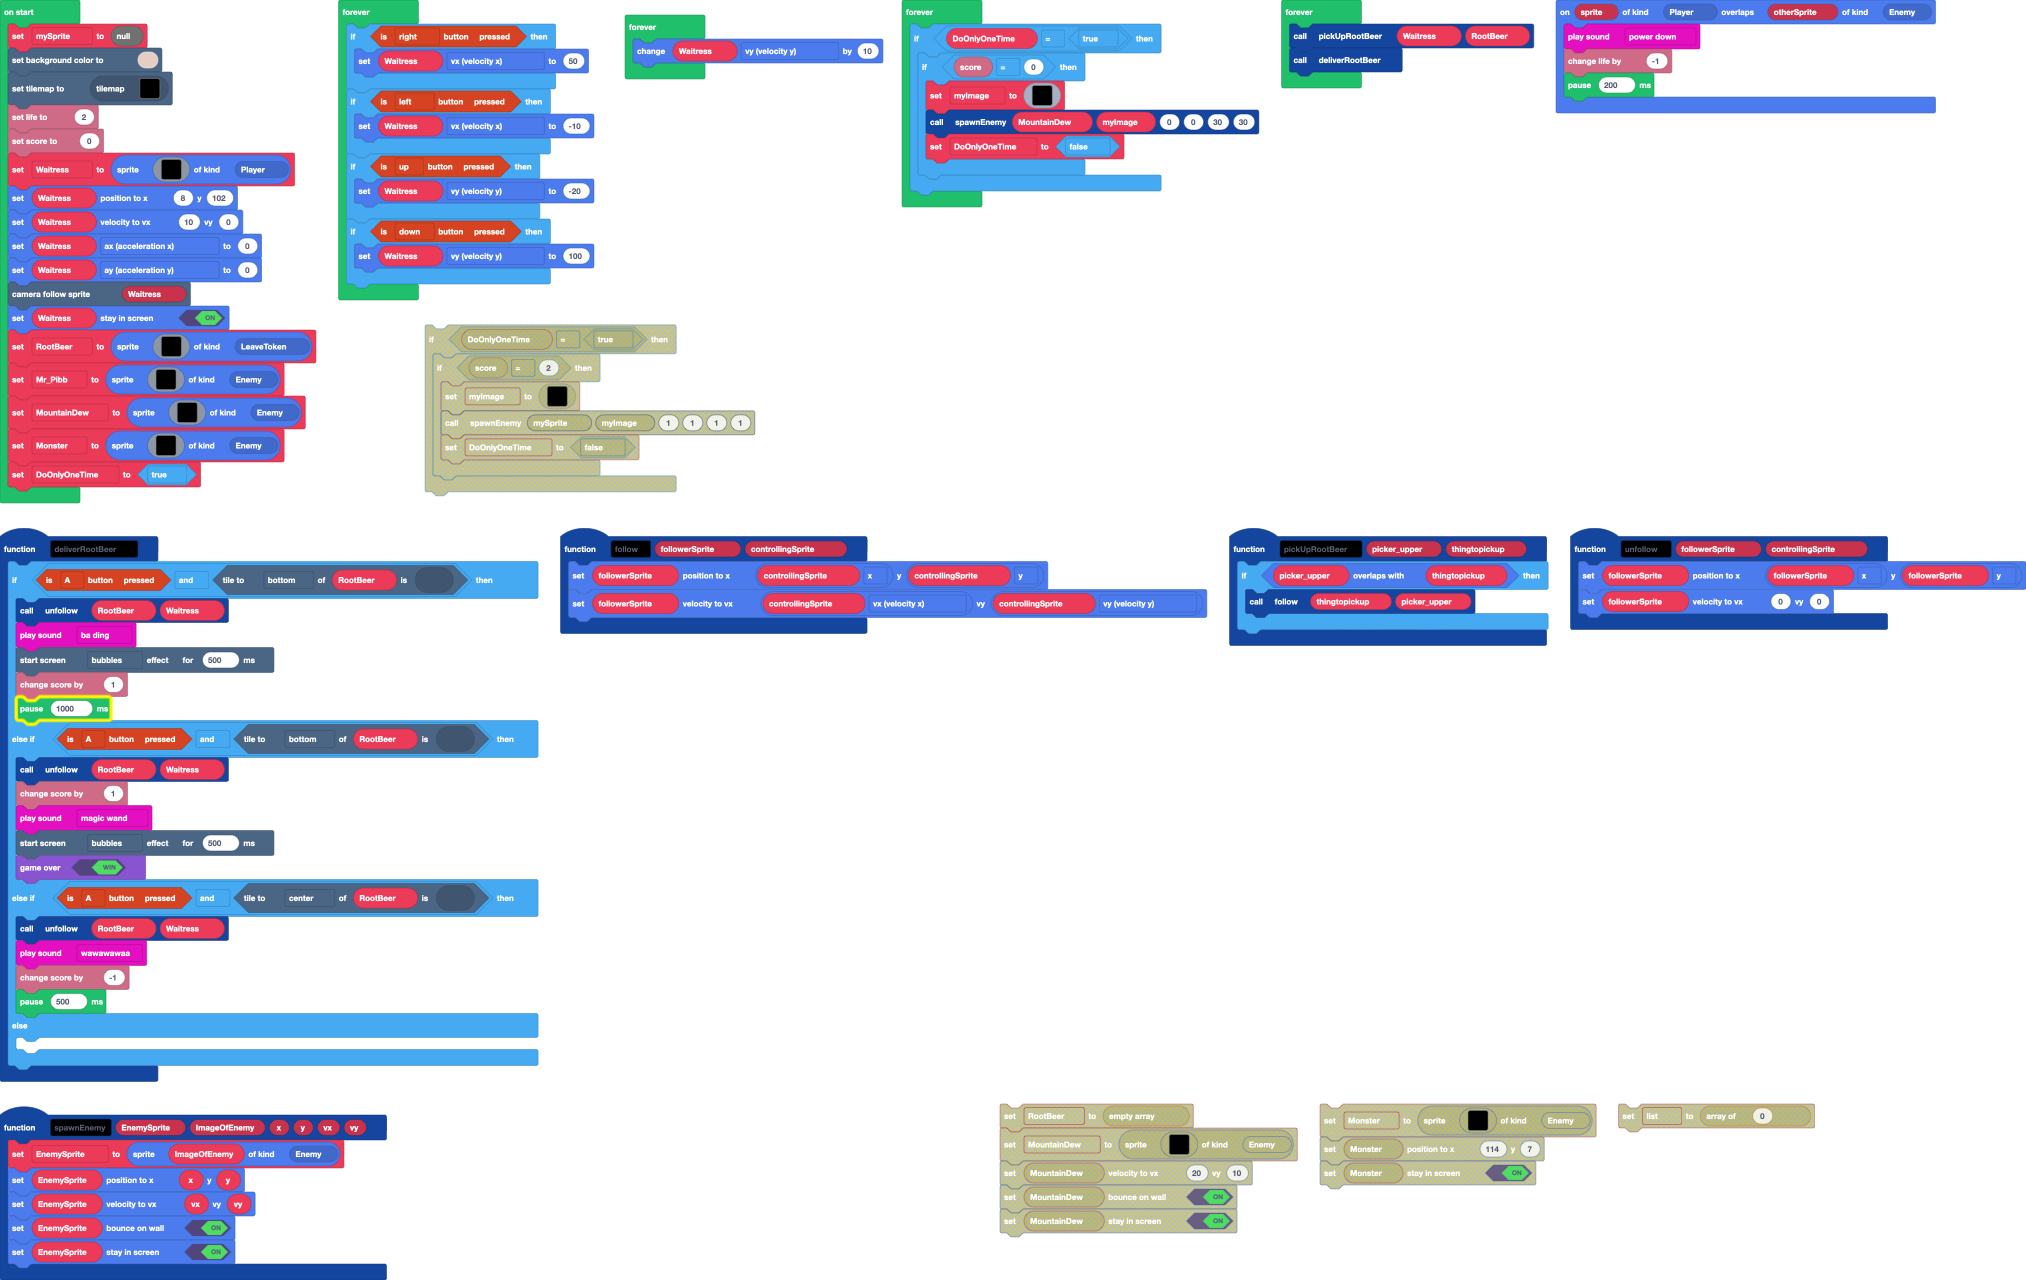 on start
set mySprite to null
set background color to
set tilemap to tilemap
set life to 2
set score to 0
set Waitress to sprite of kind Player
set Waitress position to x 8 y 102
set Waitress velocity to vx 10 vy 0
set Waitress ax (acceleration x) to 0
set Waitress ay (acceleration y) to 0
camera follow sprite Waitress
set Waitress stay in screen ON
set RootBeer to sprite of kind LeaveToken
set Mr_Pibb to sprite of kind Enemy
set MountainDew to sprite of kind Enemy
set Monster to sprite of kind Enemy
set DoOnlyOneTime to true
forever
if is right button pressed then
set Waitress vx (velocity x) to 50
if is left button pressed then
set Waitress vx (velocity x) to -10
if is up button pressed then
set Waitress vy (velocity y) to -20
if is down button pressed then
set Waitress vy (velocity y) to 100
forever
change Waitress vy (velocity y) by 10
if DoOnlyOneTime = true then
if score = 2 then
set myImage to
call spawnEnemy mySprite myImage 1 1 1 1
set DoOnlyOneTime to false
forever
if DoOnlyOneTime = true then
if score = 0 then
set myImage to
call spawnEnemy MountainDew myImage 0 0 30 30
set DoOnlyOneTime to false
forever
call pickUpRootBeer Waitress RootBeer
call deliverRootBeer
on sprite of kind Player overlaps otherSprite of kind Enemy
play sound power down
change life by -1
pause 200 ms
function deliverRootBeer
if is A button pressed and tile to bottom of RootBeer is then
call unfollow RootBeer Waitress
play sound ba ding
start screen bubbles effect for 500 ms
change score by 1
pause 1000 ms
else if is A button pressed and tile to bottom of RootBeer is then
call unfollow RootBeer Waitress
change score by 1
play sound magic wand
start screen bubbles effect for 500 ms
game over WIN
else if is A button pressed and tile to center of RootBeer is then
call unfollow RootBeer Waitress
play sound wawawawaa
change score by -1
pause 500 ms
else
function follow followerSprite controllingSprite
set followerSprite position to x controllingSprite x y controllingSprite y
set followerSprite velocity to vx controllingSprite vx (velocity x) vy controllingSprite vy (velocity y)
function pickUpRootBeer picker_upper thingtopickup
if picker_upper overlaps with thingtopickup then
call follow thingtopickup picker_upper
function unfollow followerSprite controllingSprite
set followerSprite position to x followerSprite x y followerSprite y
set followerSprite velocity to vx 0 vy 0
function spawnEnemy EnemySprite ImageOfEnemy x y vx vy
set EnemySprite to sprite ImageOfEnemy of kind Enemy
set EnemySprite position to x x y y
set EnemySprite velocity to vx vx vy vy
set EnemySprite bounce on wall ON
set EnemySprite stay in screen ON
set RootBeer to empty array
set MountainDew to sprite of kind Enemy
set MountainDew velocity to vx 20 vy 10
set MountainDew bounce on wall ON
set MountainDew stay in screen ON
set Monster to sprite of kind Enemy
set Monster position to x 114 y 7
set Monster stay in screen ON
set list to array of 0